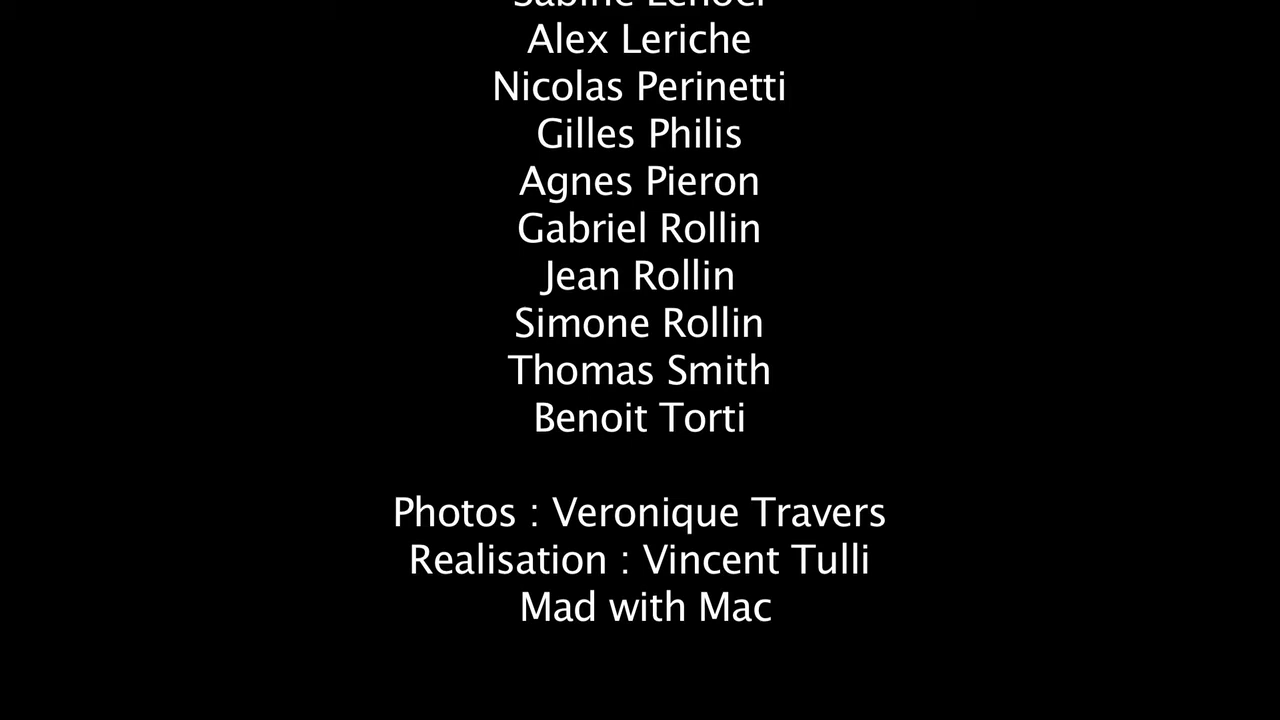 Alex Leriche
Nicolas Perinetti
Gilles Philis
Agnes Pieron
Gabriel Rollin
Jean Rollin
Simone Rollin
Thomas Smith
Benoit Torti
Photos : Veronique Travers
Realisation : Vincent Tulli
Mad with Mac